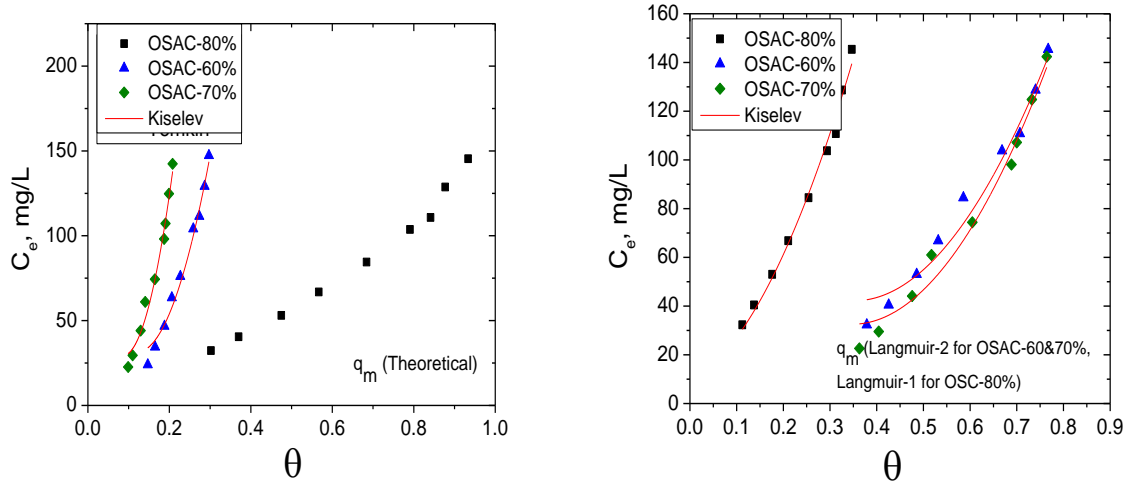 OSAC-80%
OSAC-60%
OSAC-70%
Kiselev
Temkin
C_e, mg/L
0
50
100
150
200
0.0 0.2 0.4 0.6 0.8 1.0
θ
q_m (Theoretical)
OSAC-80%
OSAC-60%
OSAC-70%
Kiselev
C_e, mg/L
0
20
40
60
80
100
120
140
160
0.0 0.1 0.2 0.3 0.4 0.5 0.6 0.7 0.8 0.9
θ
q_m (Langmuir-2 for OSAC-60&70%,
Langmuir-1 for OSC-80%)